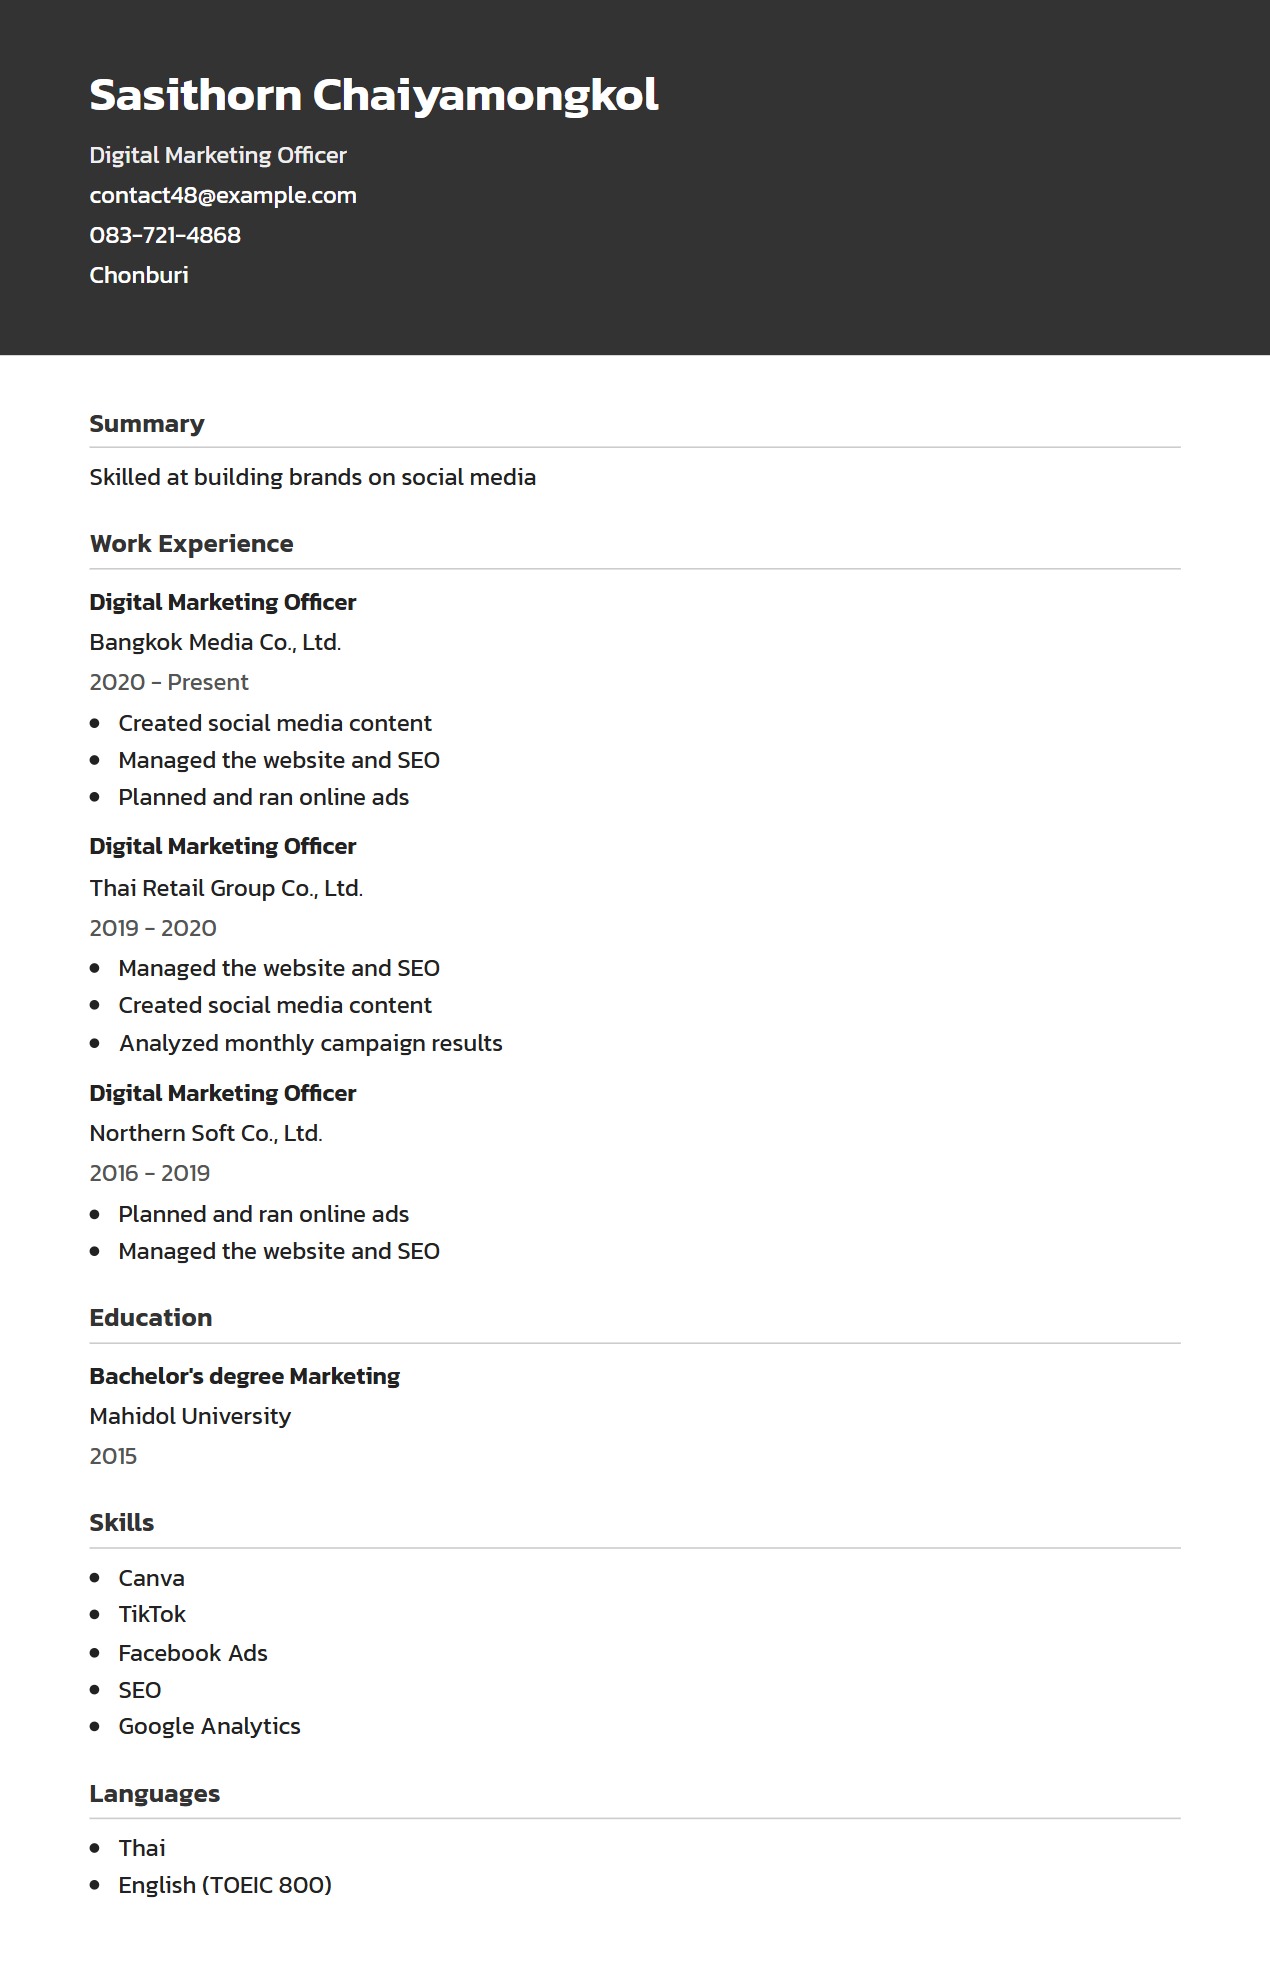 Sasithorn Chaiyamongkol
Digital Marketing Officer
contact48@example.com
083-721-4868
Chonburi
Summary
Skilled at building brands on social media
Work Experience
Digital Marketing Officer
Bangkok Media Co., Ltd.
2020 - Present
• Created social media content
• Managed the website and SEO
• Planned and ran online ads
Digital Marketing Officer
Thai Retail Group Co., Ltd.
2019 - 2020
• Managed the website and SEO
• Created social media content
• Analyzed monthly campaign results
Digital Marketing Officer
Northern Soft Co., Ltd.
2016 - 2019
• Planned and ran online ads
• Managed the website and SEO
Education
Bachelor's degree Marketing
Mahidol University
2015
Skills
• Canva
• TikTok
• Facebook Ads
• SEO
• Google Analytics
Languages
• Thai
• English (TOEIC 800)